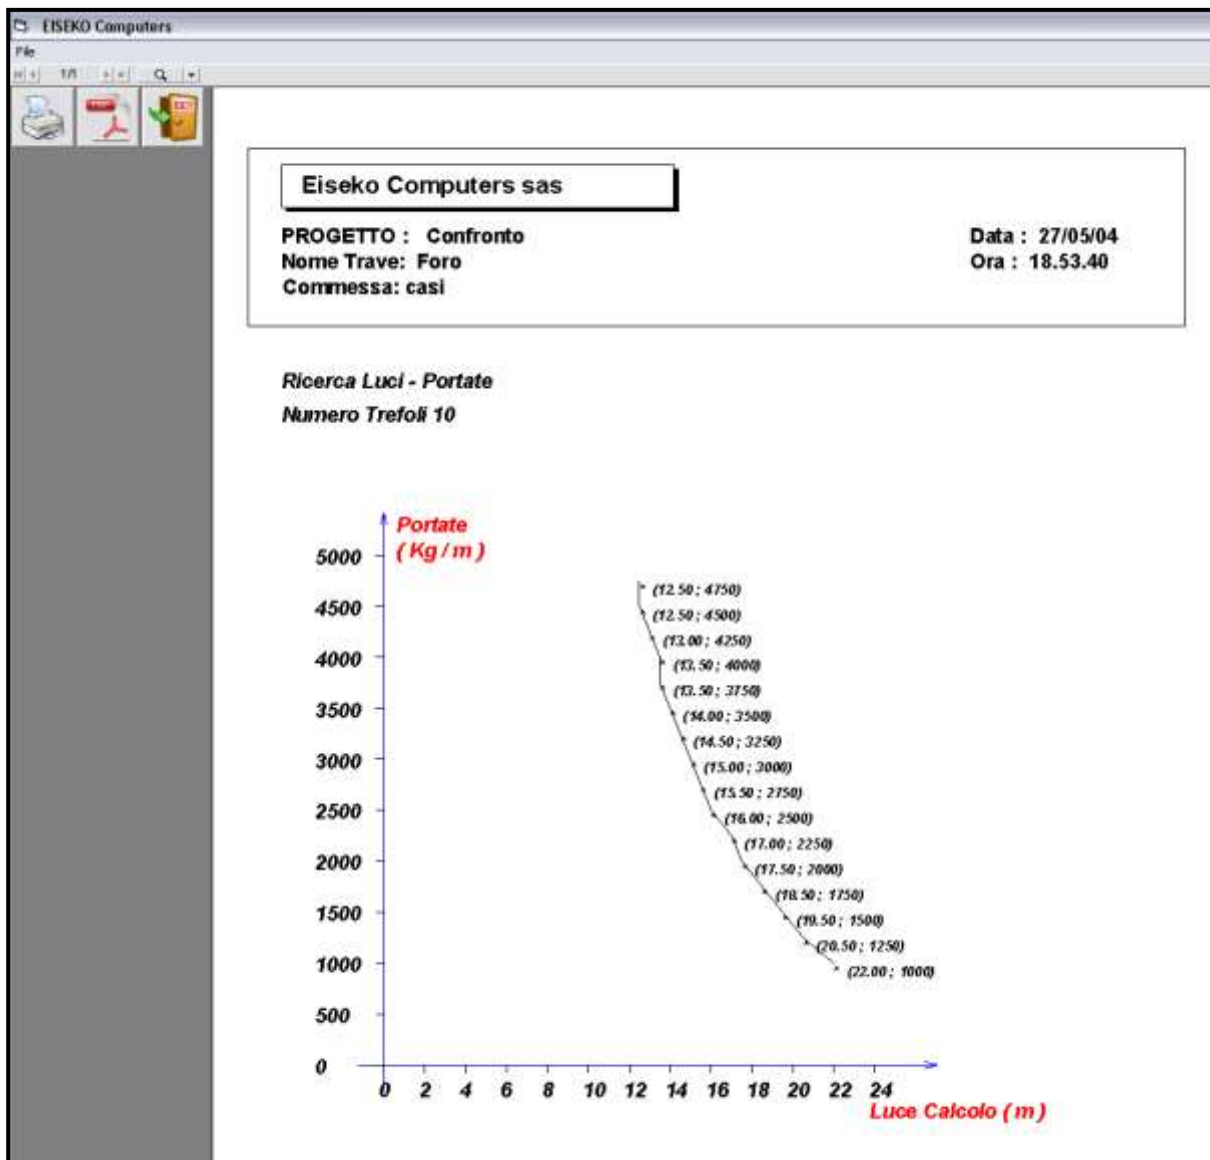 EISEKO Computers
File
1/1
Eiseko Computers sas
PROGETTO : Confronto
Data : 27/05/04
Nome Trave: Foro
Ora : 18.53.40
Commessa: casi
Ricerca Luci - Portate
Numero Trefoli 10
Portate
( Kg / m )
5000
4500
4000
3500
3000
2500
2000
1500
1000
500
0
(12.50 ; 4750)
(12.50 ; 4500)
(13.00 ; 4250)
(13.50 ; 4000)
(13.50 ; 3750)
(14.00 ; 3500)
(14.50 ; 3250)
(15.00 ; 3000)
(15.50 ; 2750)
(16.00 ; 2500)
(17.00 ; 2250)
(17.50 ; 2000)
(18.50 ; 1750)
(19.50 ; 1500)
(20.50 ; 1250)
(22.00 ; 1000)
0 2 4 6 8 10 12 14 16 18 20 22 24
Luce Calcolo ( m )